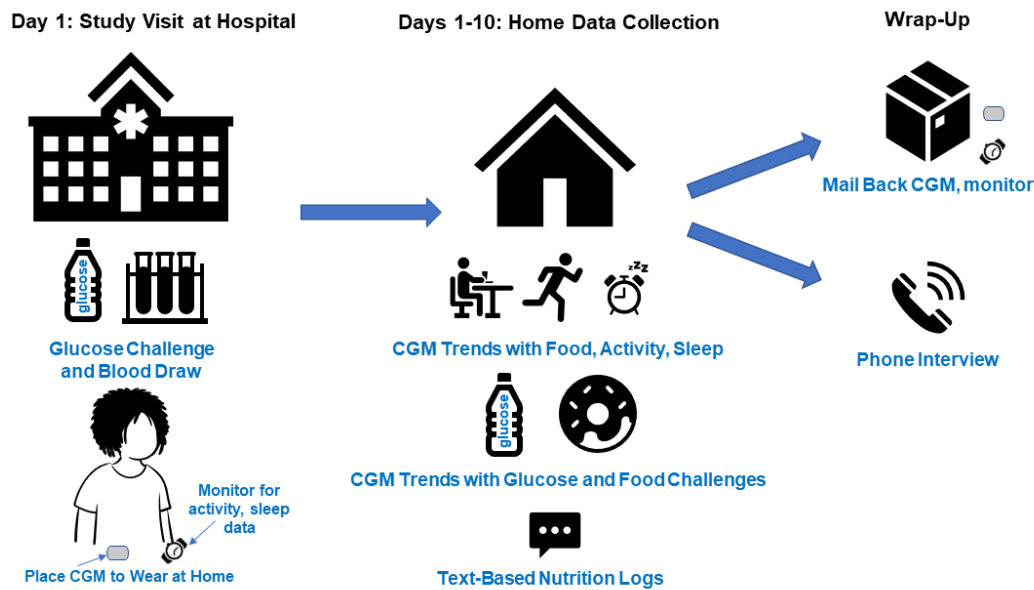 Day 1: Study Visit at Hospital
glucose
Glucose Challenge
and Blood Draw
Monitor for
activity, sleep
data
Place CGM to Wear at Home
Days 1-10: Home Data Collection
zZZ
CGM Trends with Food, Activity, Sleep
glucose
CGM Trends with Glucose and Food Challenges
Text-Based Nutrition Logs
Wrap-Up
Mail Back CGM, monitor
Phone Interview